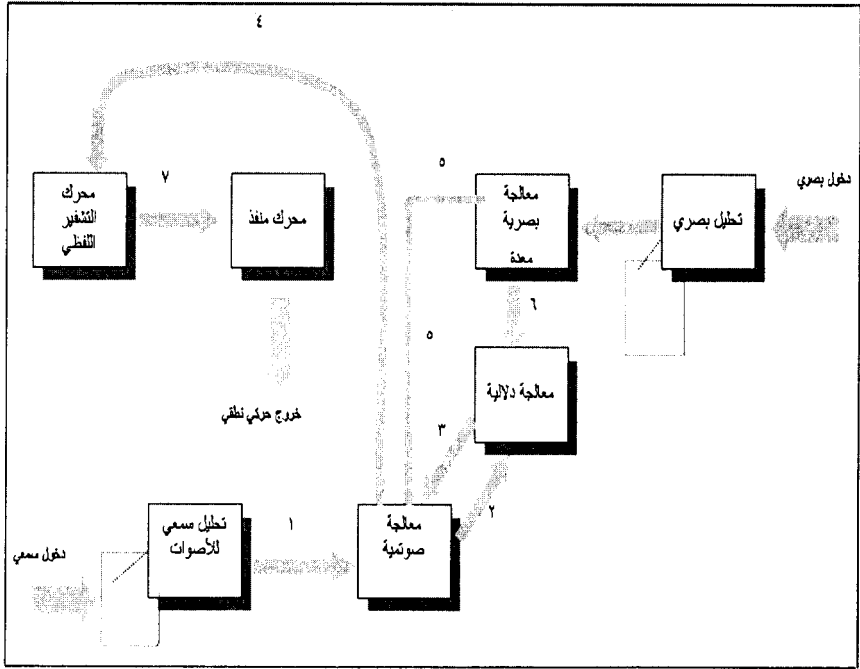 ٤
٥
٧
دخول بصري
تحليل بصري
معالجة
بصرية
معدة
محرك منفذ
محرك
التشفير
اللفظي
٦
٥
معالجة دلالية
خروج حركي نطقي
٣
٢
معالجة
صوتمية
١
تحليل سمعي
للأصوات
دخول سمعي